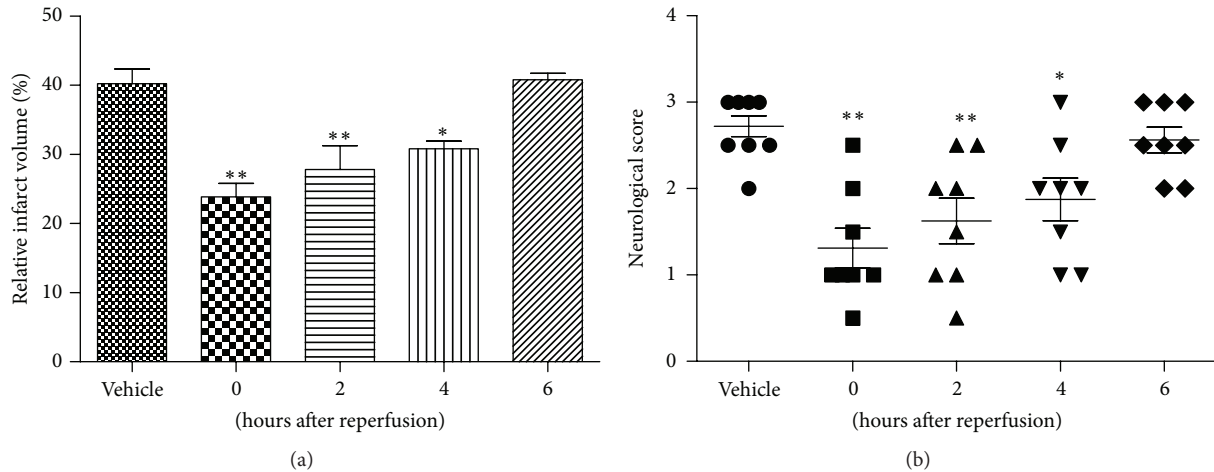 50
40
30
20
10
0
Relative infarct volume (%)
**
**
*
Vehicle 0 2 4 6
(hours after reperfusion)
(a)
4
3
2
1
0
Neurological score
**
**
*
Vehicle 0 2 4 6
(hours after reperfusion)
(b)